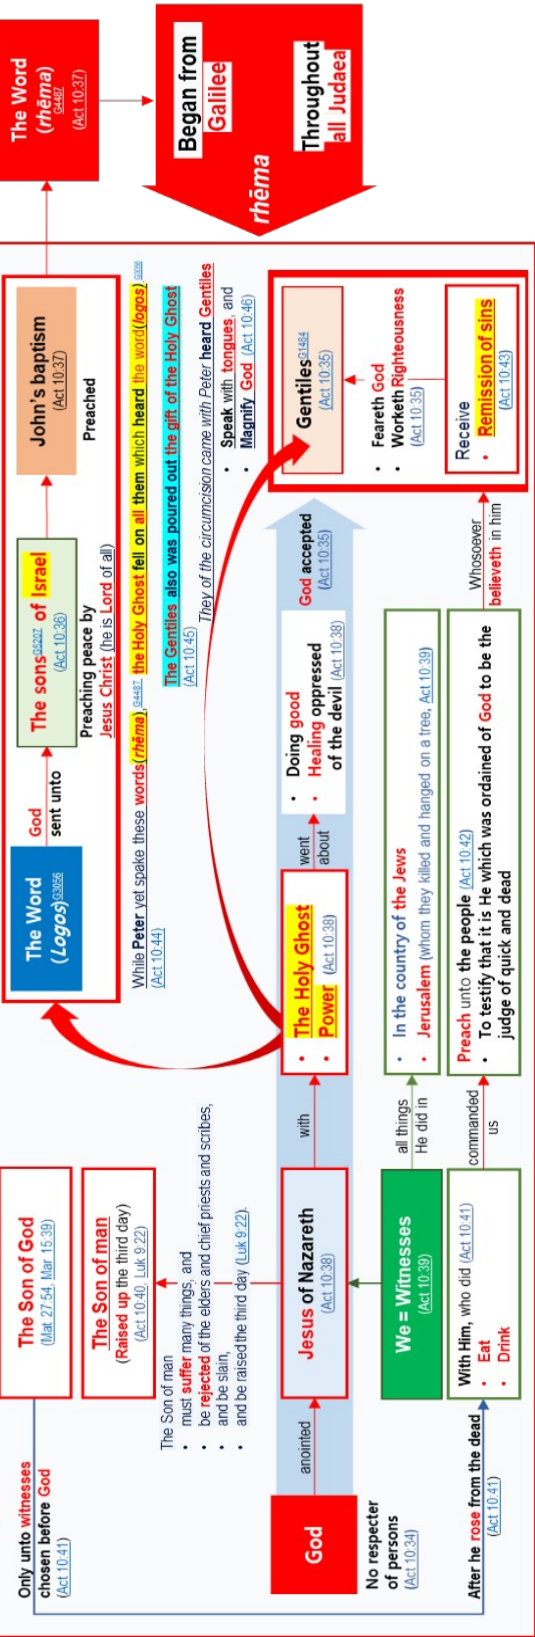 Only unto witnesses
chosen before God
(Act 10:41)
The Son of God
(Mat 27:54, Mar 15:39)
The Son of man
(Raised up the third day)
(Act 10:40, Luk 9:22)
The Son of man
• must suffer many things, and
• be rejected of the elders and chief priests and scribes,
• and be slain,
• and be raised the third day (Luk 9:22).
The Word
(Logos)G3056
God
sent unto
The sonsG5207 of Israel
(Act 10:36)
Preaching peace by
Jesus Christ (he is Lord of all)
John's baptism
(Act 10:37)
Preached
The Word
(rhēma)
G4487
(Act 10:37)
While Peter yet spake these words(rhēma),G4487 the Holy Ghost fell on all them which heard the word(logos).G3056
(Act 10:44)
The Gentiles also was poured out the gift of the Holy Ghost
(Act 10:45)
They of the circumcision came with Peter heard Gentiles
• Speak with tongues, and
• Magnify God (Act 10:46)
Began from
Galilee
Throughout
all Judaea
rhēma
God
anointed
Jesus of Nazareth
(Act 10:38)
with
• The Holy Ghost
• Power (Act 10:38)
went
about
• Doing good
• Healing oppressed
of the devil (Act 10:38)
God accepted
(Act 10:35)
Gentiles G1484
(Act 10:35)
• Feareth God
• Worketh Righteousness
(Act 10:35)
Receive
• Remission of sins
(Act 10:43)
No respecter
of persons
(Act 10:34)
We = Witnesses
(Act 10:39)
all things
He did in
• In the country of the Jews
• Jerusalem (whom they killed and hanged on a tree, Act 10:39)
After he rose from the dead
(Act 10:41)
With Him, who did (Act 10:41)
• Eat
• Drink
commanded
us
Preach unto the people (Act 10:42)
• To testify that it is He which was ordained of God to be the
judge of quick and dead
Whosoever
believeth in him